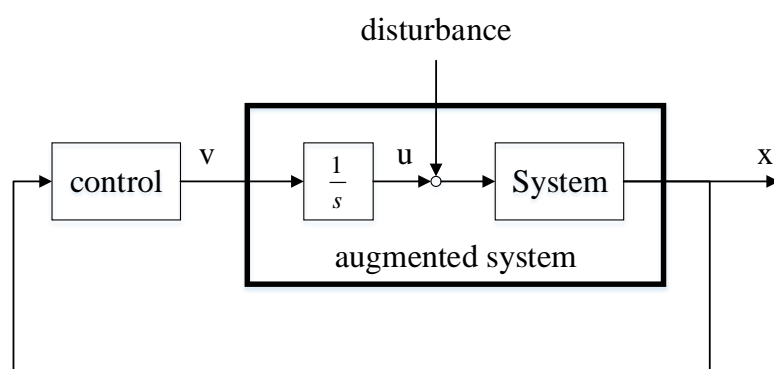 disturbance
control
v
1
s
u
System
x
augmented system